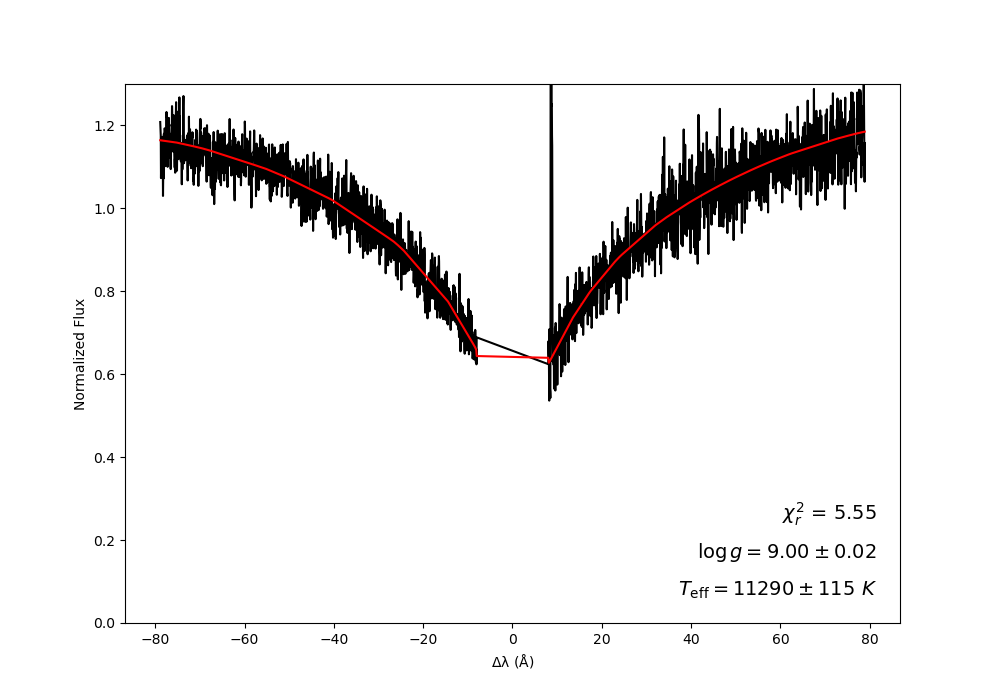 1.2
1.0
0.8
0.6
0.4
0.2
0.0
Normalized Flux
χ²ᵣ = 5.55
log g = 9.00 ± 0.02
T_eff = 11290 ± 115 K
−80 −60 −40 −20 0 20 40 60 80
Δλ (Å)